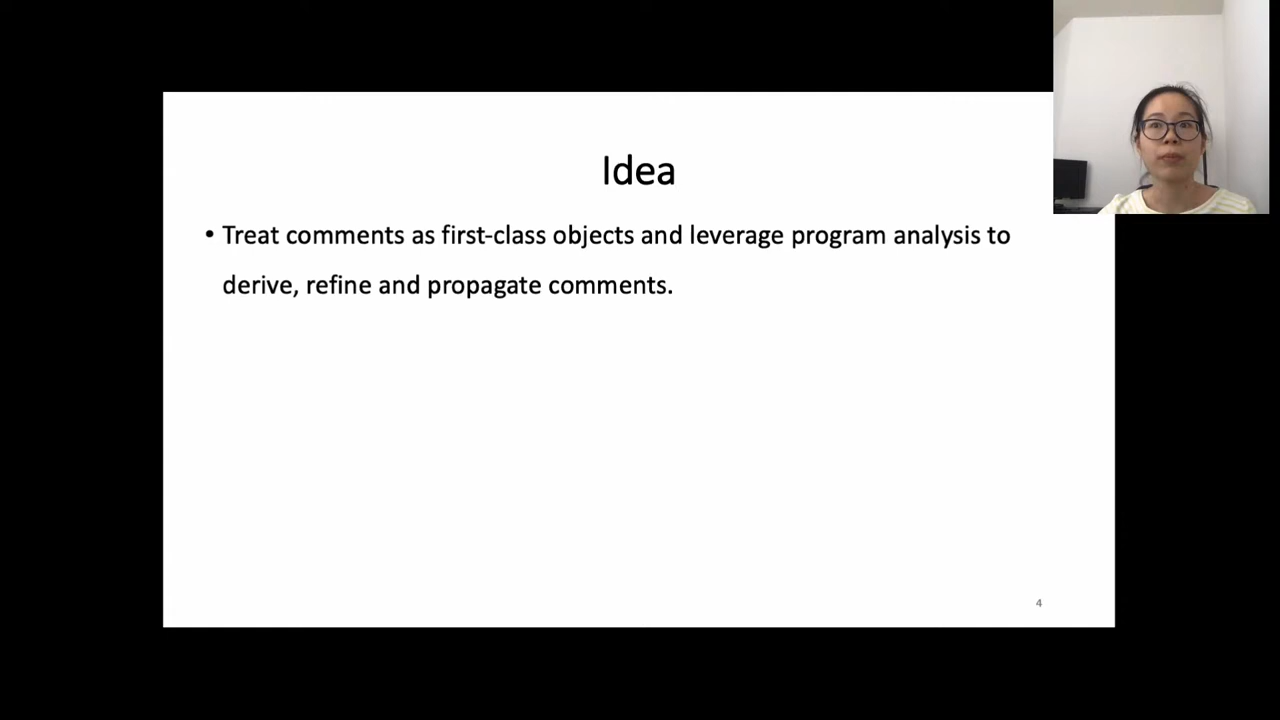 Idea
• Treat comments as first-class objects and leverage program analysis to
derive, refine and propagate comments.
4